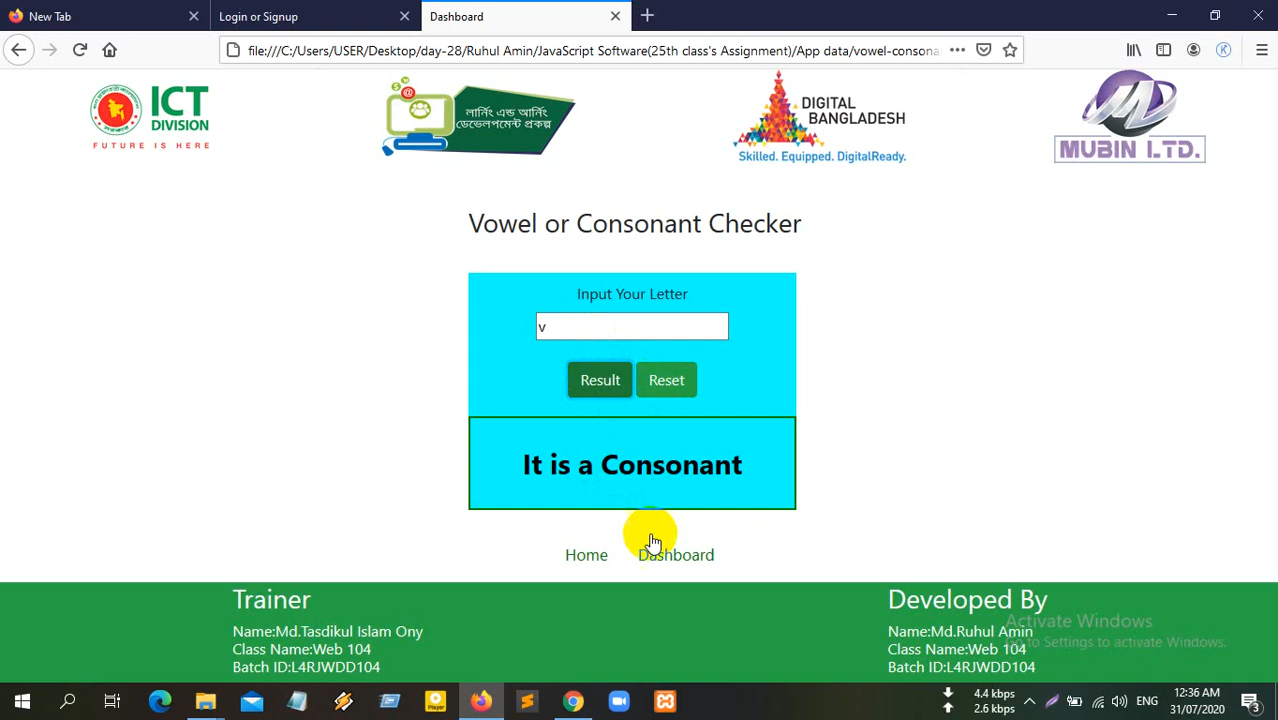 New Tab
Login or Signup
Dashboard
file:///C:/Users/USER/Desktop/day-28/Ruhul Amin/JavaScript Software(25th class's Assignment)/App data/vowel-consona
ICT
DIVISION
FUTURE IS HERE
লার্নিং এন্ড আর্নিং
ডেভেলপমেন্ট প্রকল্প
DIGITAL
BANGLADESH
Skilled. Equipped. DigitalReady.
MUBIN LTD.
Vowel or Consonant Checker
Input Your Letter
v
Result
Reset
It is a Consonant
Home
Dashboard
Trainer
Name:Md.Tasdikul Islam Ony
Class Name:Web 104
Batch ID:L4RJWDD104
Developed By
Name:Md.Ruhul Amin
Class Name:Web 104
Batch ID:L4RJWDD104
Activate Windows
Go to Settings to activate Windows.
4.4 kbps
2.6 kbps
ENG
12:36 AM
31/07/2020
3